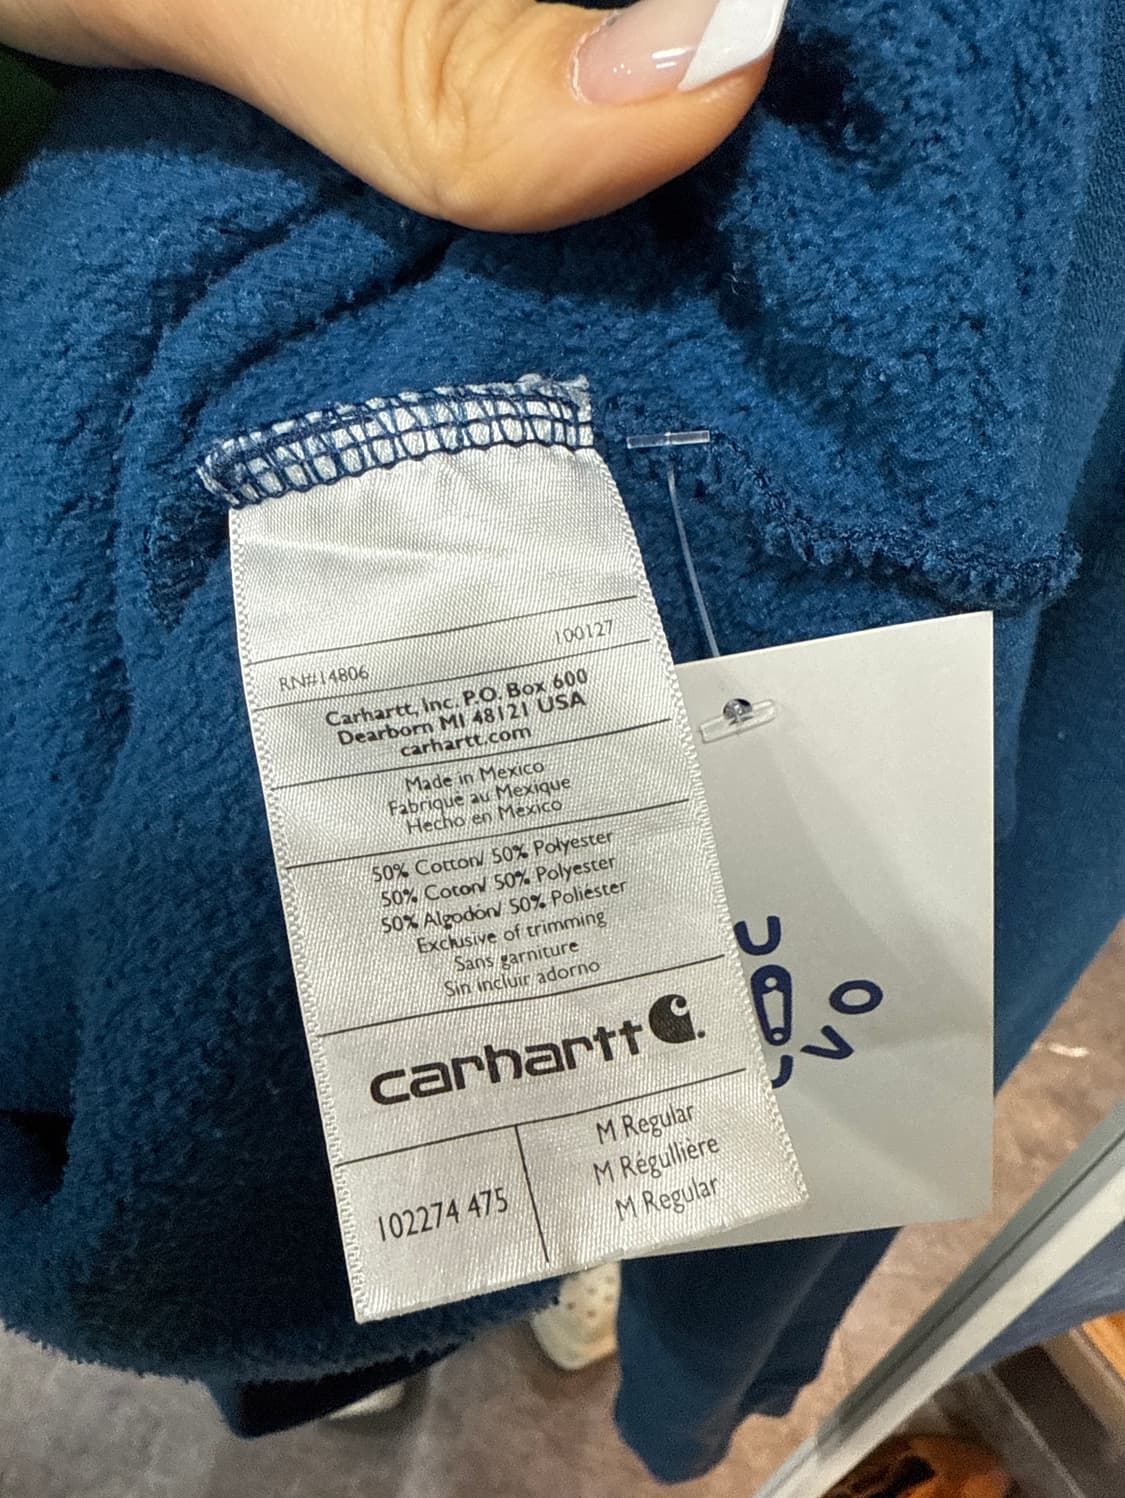 RN#14806 100127
Carhartt, Inc. P.O. Box 600
Dearborn MI 48121 USA
carhartt.com
Made in Mexico
Fabriqué au Mexique
Hecho en México
50% Cotton/ 50% Polyester
50% Coton/ 50% Polyester
50% Algodón/ 50% Poliester
Exclusive of trimming
Sans garniture
Sin incluir adorno
carhartt
102274 475
M Regular
M Régullière
M Regular